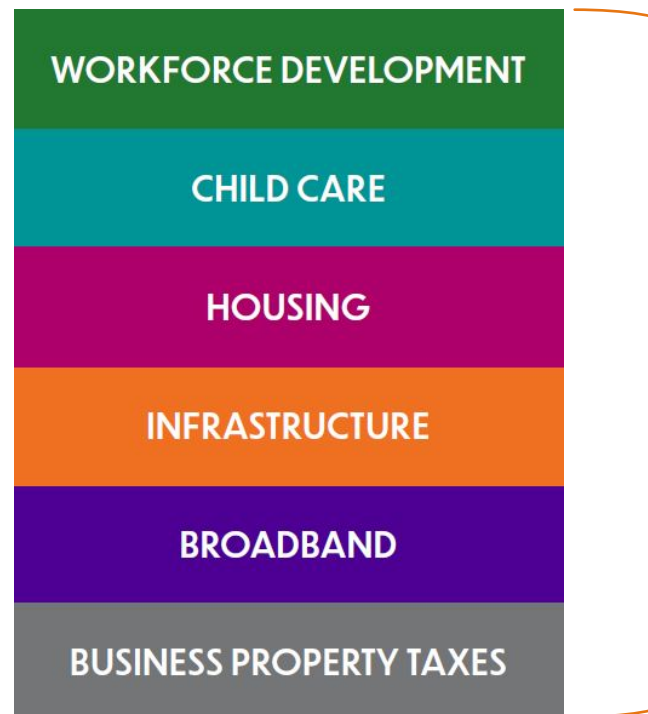 WORKFORCE DEVELOPMENT
CHILD CARE
HOUSING
INFRASTRUCTURE
BROADBAND
BUSINESS PROPERTY TAXES